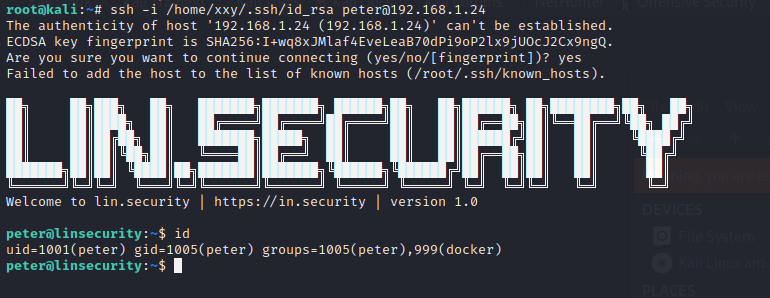 root@kali:~# ssh -i /home/xxy/.ssh/id_rsa peter@192.168.1.24
The authenticity of host '192.168.1.24 (192.168.1.24)' can't be established.
ECDSA key fingerprint is SHA256:I+wq8xJMlaf4EveLeaB70dPi9oP2lx9jUOcJ2Cx9ngQ.
Are you sure you want to continue connecting (yes/no/[fingerprint])? yes
Failed to add the host to the list of known hosts (/root/.ssh/known_hosts).
LIN.SECURITY
Welcome to lin.security | https://in.security | version 1.0
peter@linsecurity:~$ id
uid=1001(peter) gid=1005(peter) groups=1005(peter),999(docker)
peter@linsecurity:~$
DEVICES
File System
Kali Linux am
PLACES